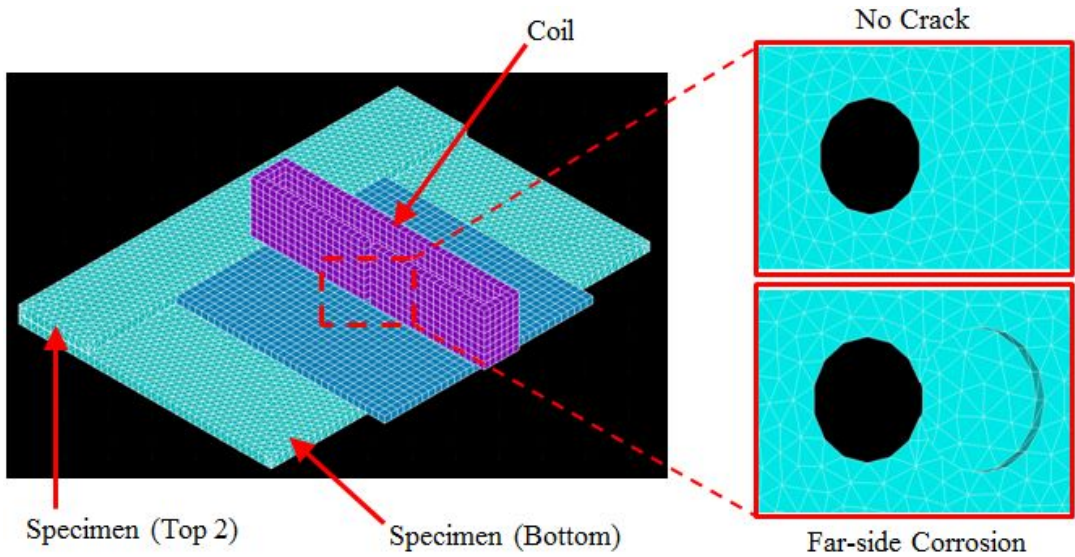 No Crack
Coil
Specimen (Top 2)
Specimen (Bottom)
Far-side Corrosion